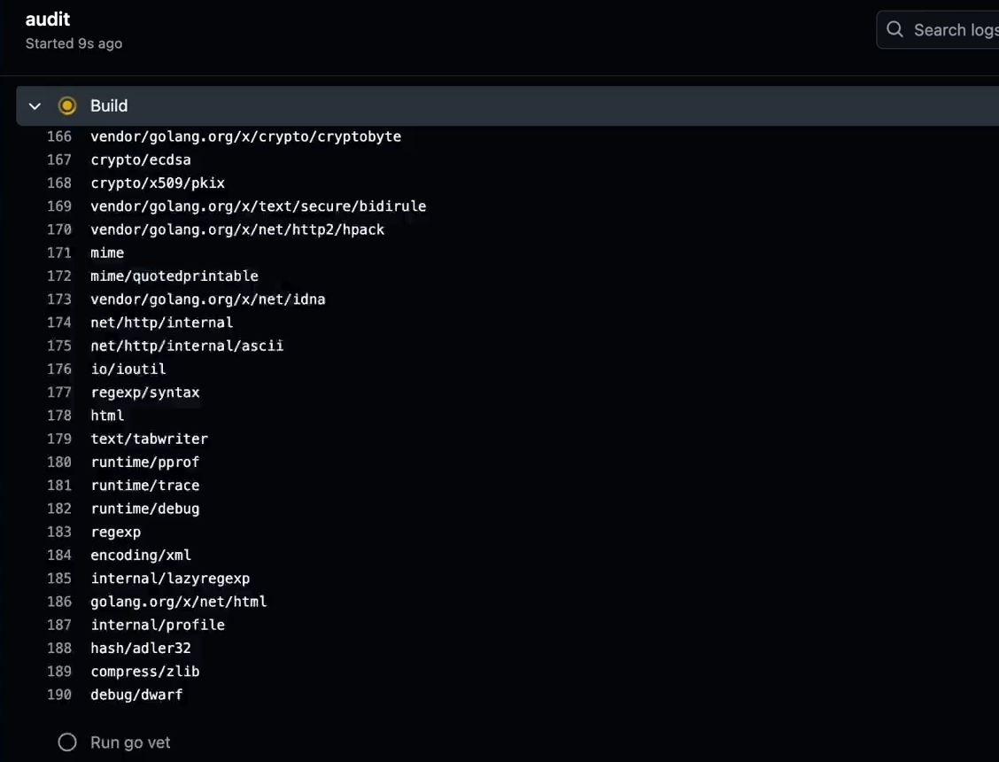 audit
Started 9s ago
Search logs
Build
166 vendor/golang.org/x/crypto/cryptobyte
167 crypto/ecdsa
168 crypto/x509/pkix
169 vendor/golang.org/x/text/secure/bidirule
170 vendor/golang.org/x/net/http2/hpack
171 mime
172 mime/quotedprintable
173 vendor/golang.org/x/net/idna
174 net/http/internal
175 net/http/internal/ascii
176 io/ioutil
177 regexp/syntax
178 html
179 text/tabwriter
180 runtime/pprof
181 runtime/trace
182 runtime/debug
183 regexp
184 encoding/xml
185 internal/lazyregexp
186 golang.org/x/net/html
187 internal/profile
188 hash/adler32
189 compress/zlib
190 debug/dwarf
Run go vet